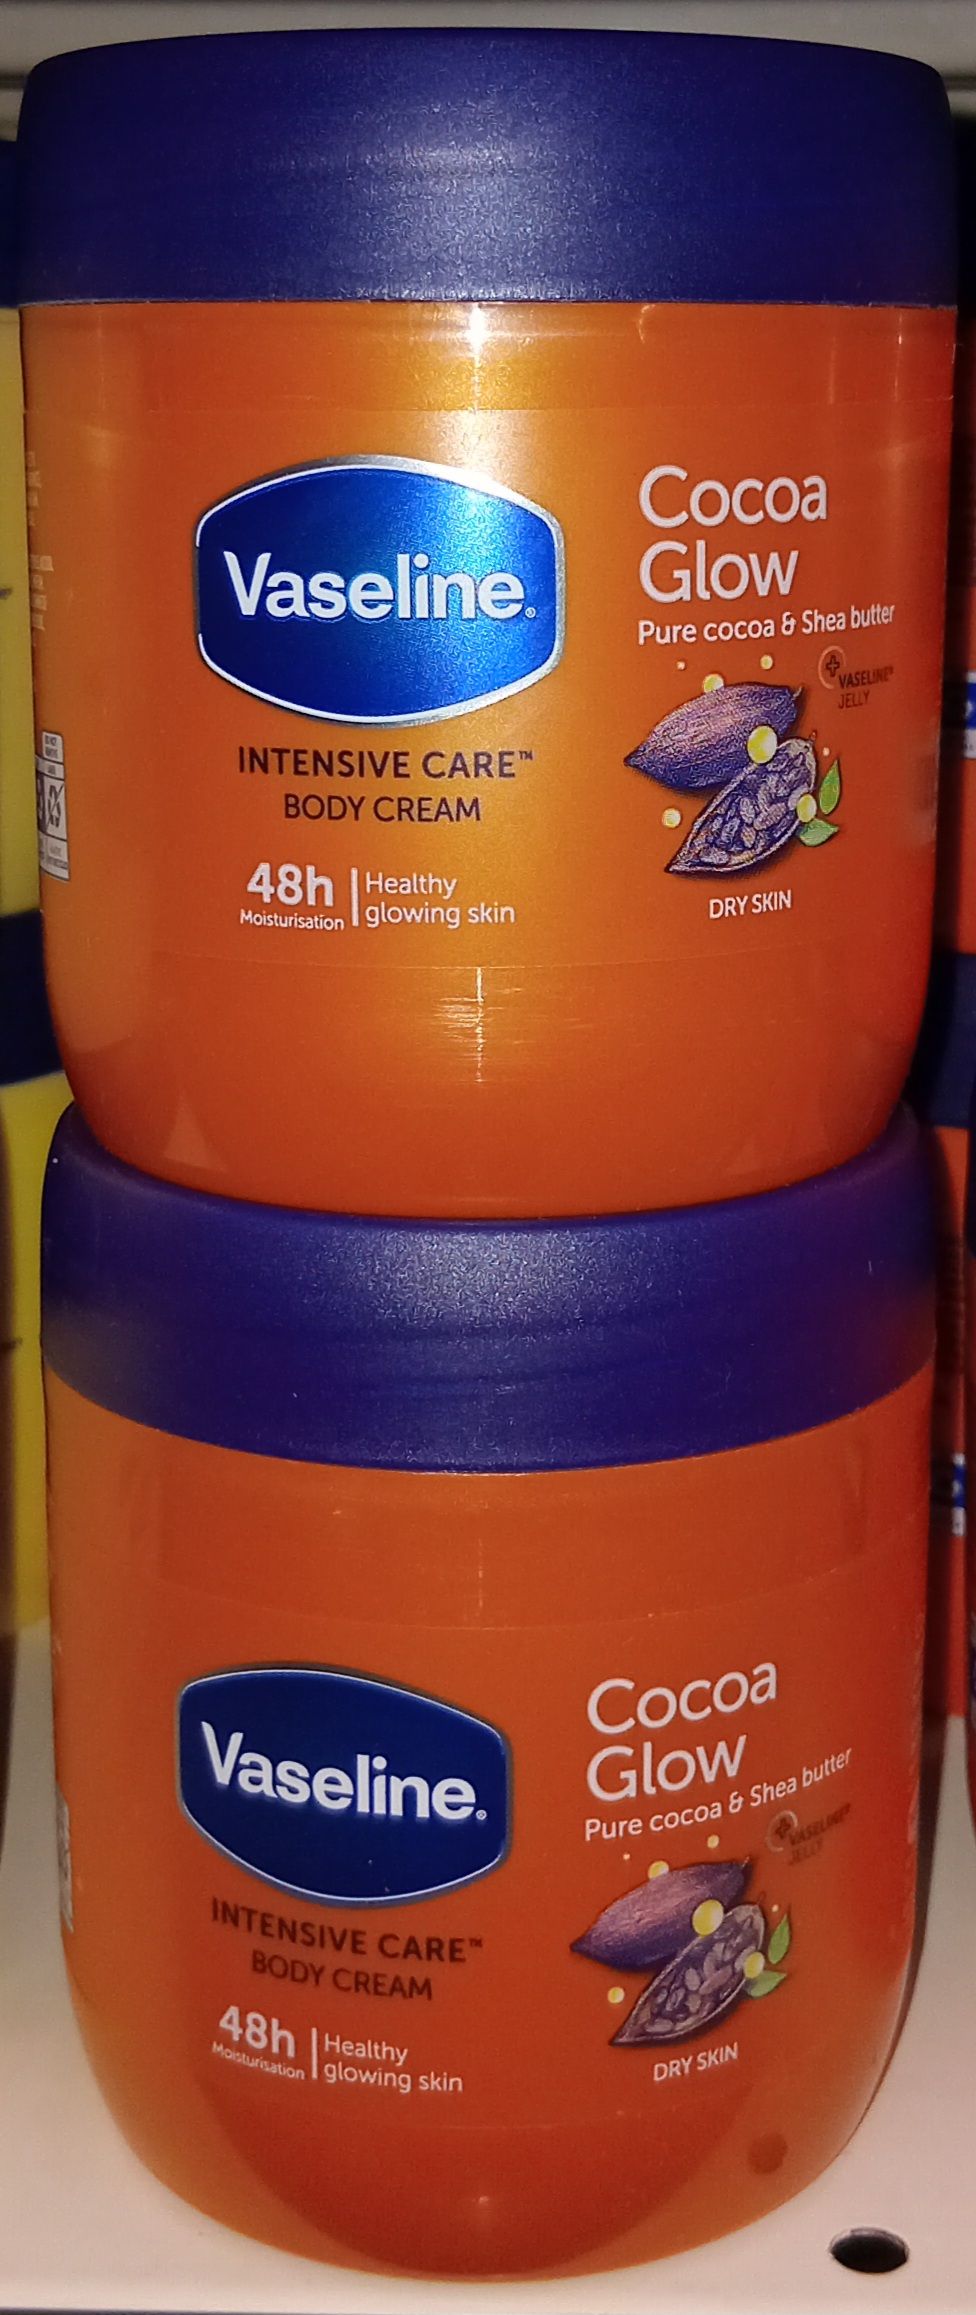 Vaseline.
INTENSIVE CARE™
BODY CREAM
48h
Moisturisation
Healthy
glowing skin
Cocoa
Glow
Pure cocoa & Shea butter
VASELINE®
JELLY
DRY SKIN
Vaseline.
INTENSIVE CARE™
BODY CREAM
48h
Moisturisation
Healthy
glowing skin
Cocoa
Glow
Pure cocoa & Shea butter
VASELINE®
JELLY
DRY SKIN